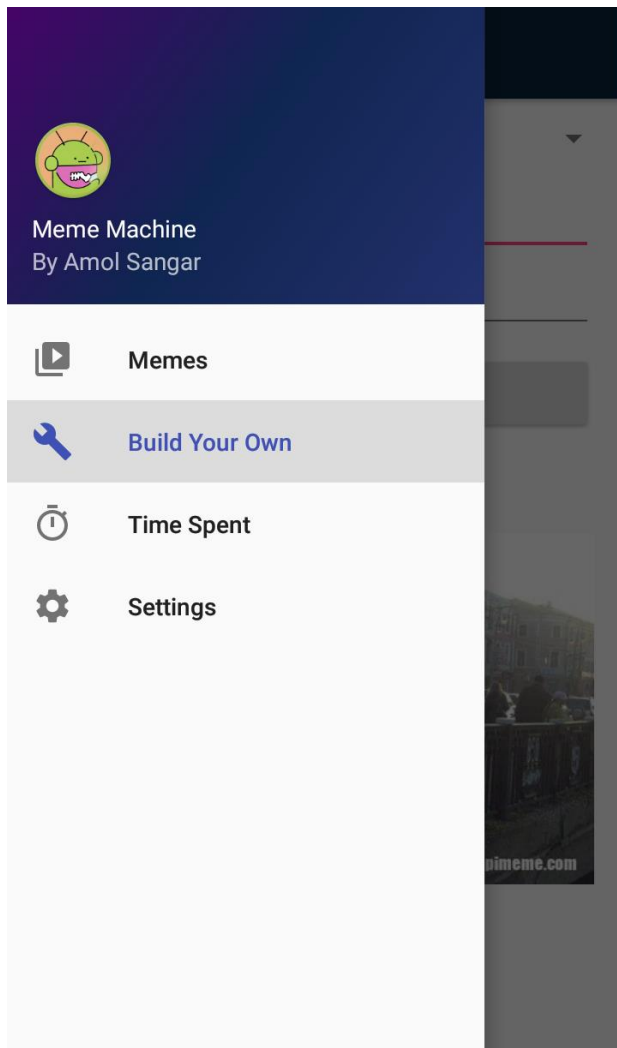 Meme Machine
By Amol Sangar
Memes
Build Your Own
Time Spent
Settings
pimeme.com